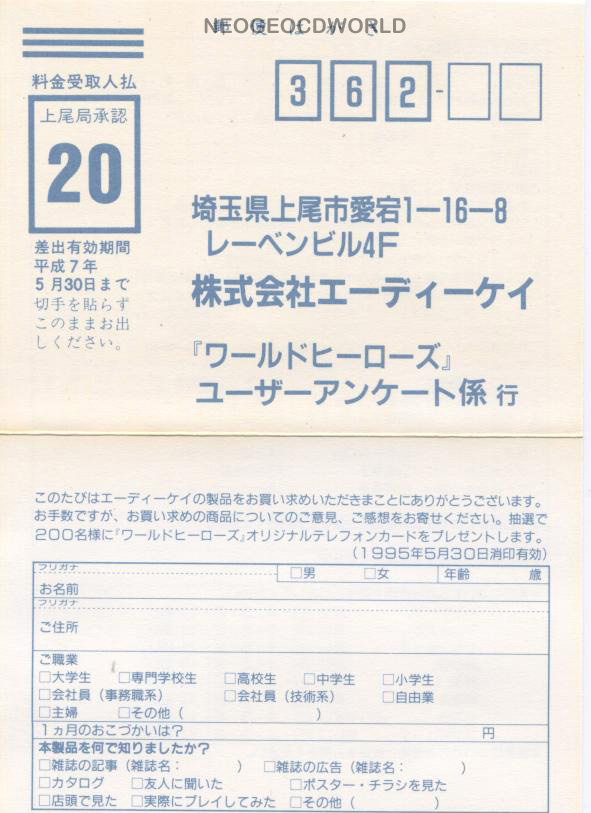 NEOGEOCDWORLD
郵便はがき
料金受取人払
362-
上尾局承認
20
差出有効期間
平成7年
5月30日まで
切手を貼らず
このままお出
しください。
埼玉県上尾市愛宕1―16―8
レーベンビル4F
株式会社エーディーケイ
『ワールドヒーローズ』
ユーザーアンケート係 行
このたびはエーディーケイの製品をお買い求めいただきまことにありがとうございます。
お手数ですが、お買い求めの商品についてのご意見、ご感想をお寄せください。抽選で
200名様に『ワールドヒーローズ』オリジナルテレフォンカードをプレゼントします。
(1995年5月30日消印有効)
フリガナ
□男 □女 年齢 歳
お名前
フリガナ
ご住所
ご職業
□大学生 □専門学校生 □高校生 □中学生 □小学生
□会社員(事務職系) □会社員(技術系) □自由業
□主婦 □その他( )
1ヵ月のおこづかいは? 円
本製品を何で知りましたか?
□雑誌の記事(雑誌名: ) □雑誌の広告(雑誌名: )
□カタログ □友人に聞いた □ポスター・チラシを見た
□店頭で見た □実際にプレイしてみた □その他( )